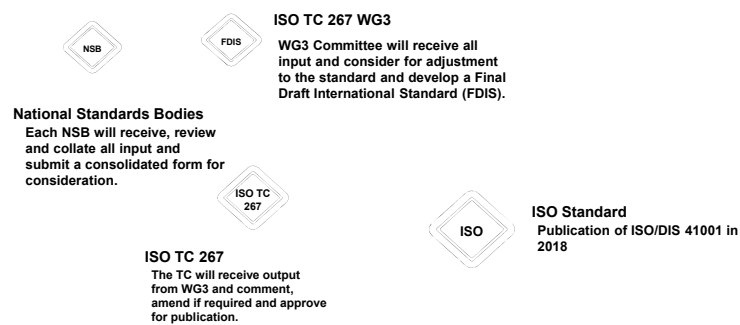 NSB
National Standards Bodies
Each NSB will receive, review
and collate all input and
submit a consolidated form for
consideration.
FDIS
ISO TC 267 WG3
WG3 Committee will receive all
input and consider for adjustment
to the standard and develop a Final
Draft International Standard (FDIS).
ISO TC
267
ISO TC 267
The TC will receive output
from WG3 and comment,
amend if required and approve
for publication.
ISO
ISO Standard
Publication of ISO/DIS 41001 in
2018